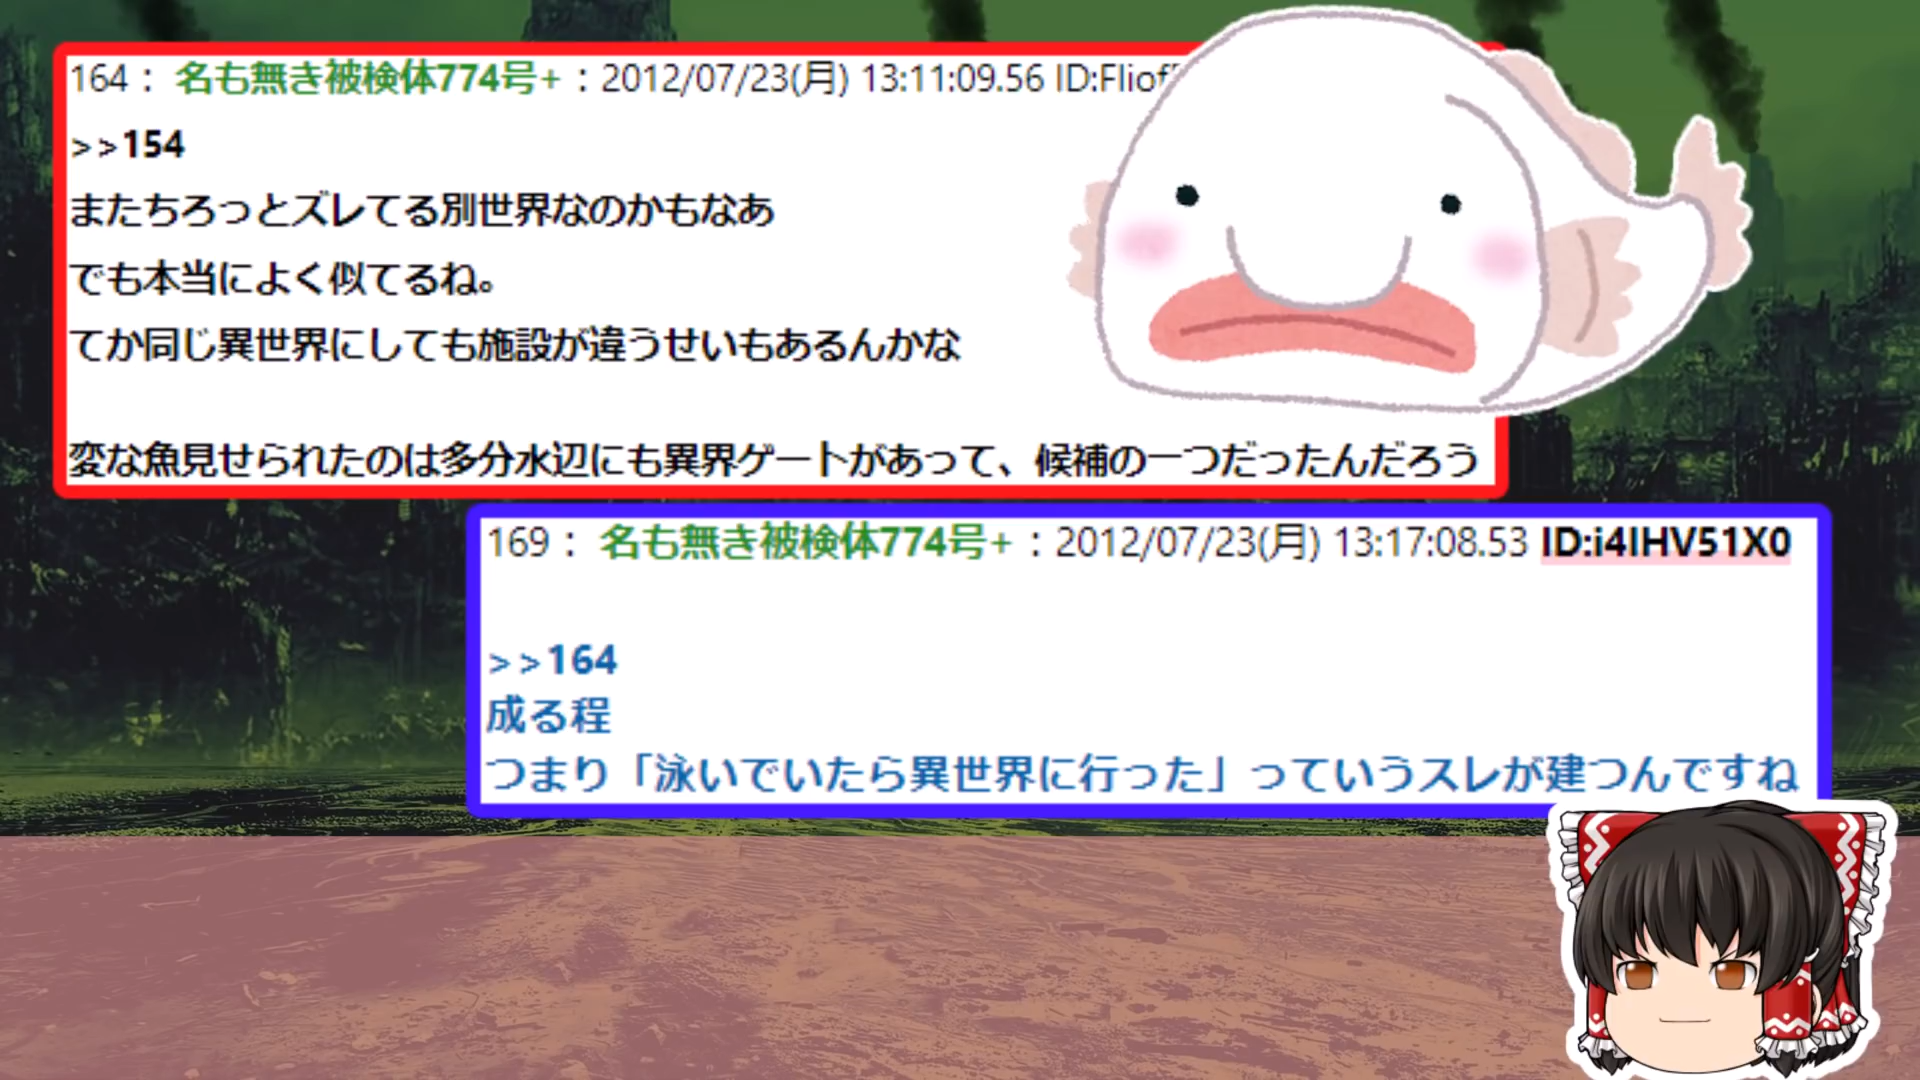 164： 名も無き被検体774号+：2012/07/23(月) 13:11:09.56 ID:Fliof
>>154
またちろっとズレてる別世界なのかもなあ
でも本当によく似てるね。
てか同じ異世界にしても施設が違うせいもあるんかな
変な魚見せられたのは多分水辺にも異界ゲートがあって、候補の一つだったんだろう
169： 名も無き被検体774号+：2012/07/23(月) 13:17:08.53 ID:i4IHV51X0
>>164
成る程
つまり「泳いでいたら異世界に行った」っていうスレが建つんですね